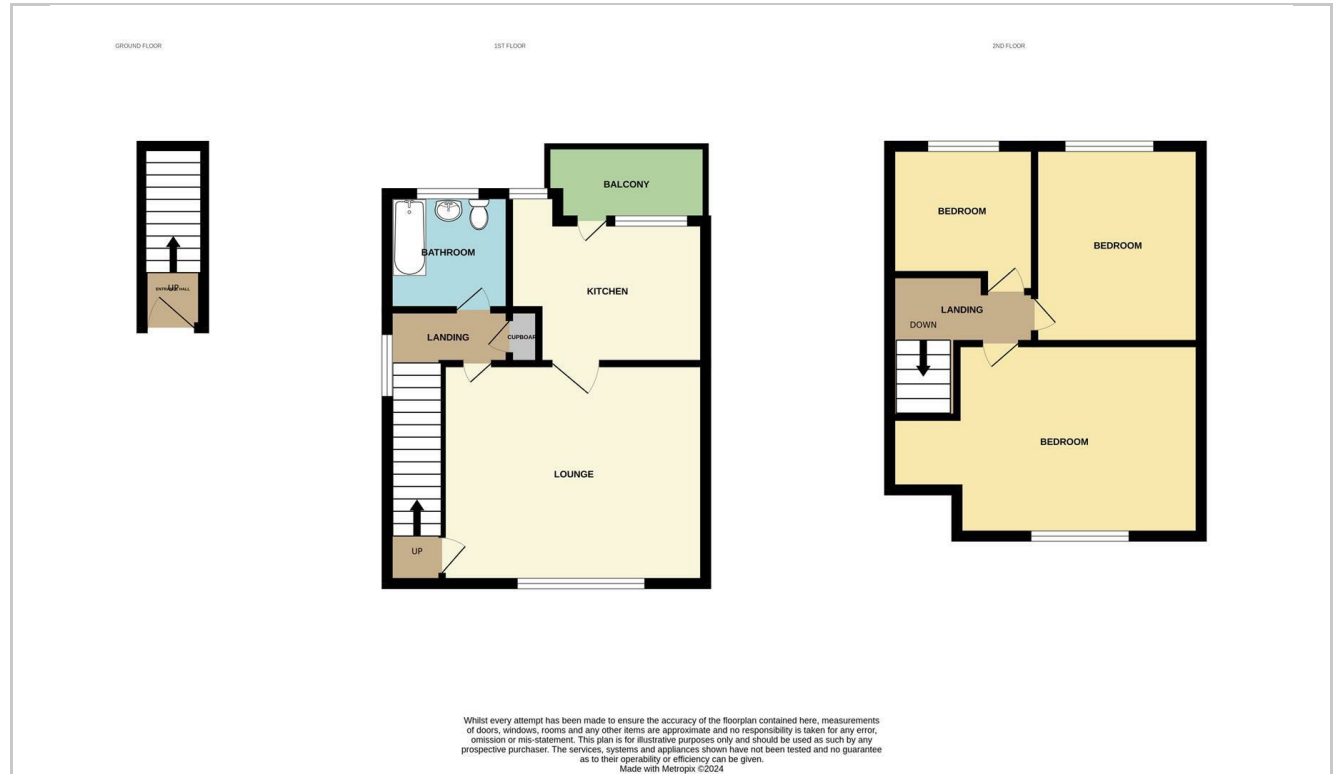 GROUND FLOOR
1ST FLOOR
2ND FLOOR
UP
ENTRANCE HALL
BALCONY
BATHROOM
KITCHEN
LANDING
CUPBOAR
LOUNGE
UP
BEDROOM
BEDROOM
LANDING
DOWN
BEDROOM
Whilst every attempt has been made to ensure the accuracy of the floorplan contained here, measurements
of doors, windows, rooms and any other items are approximate and no responsibility is taken for any error,
omission or mis-statement. This plan is for illustrative purposes only and should be used as such by any
prospective purchaser. The services, systems and appliances shown have not been tested and no guarantee
as to their operability or efficiency can be given.
Made with Metropix ©2024